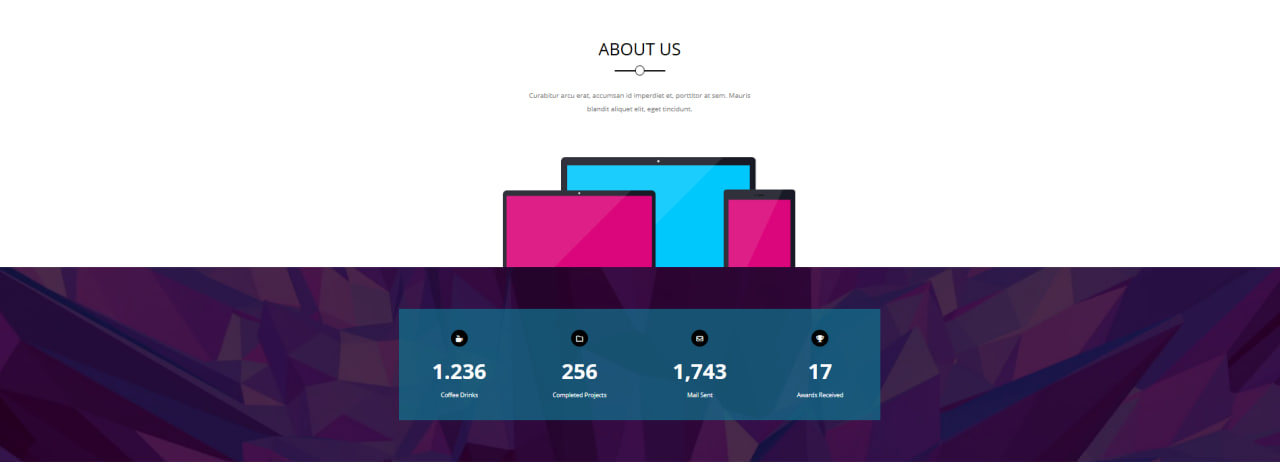 ABOUT US
Curabitur arcu erat, accumsan id imperdiet et, porttitor at sem. Mauris
blandit aliquet elit, eget tincidunt.
1.236 256 1,743 17
Coffee Drinks Completed Projects Mail Sent Awards Received